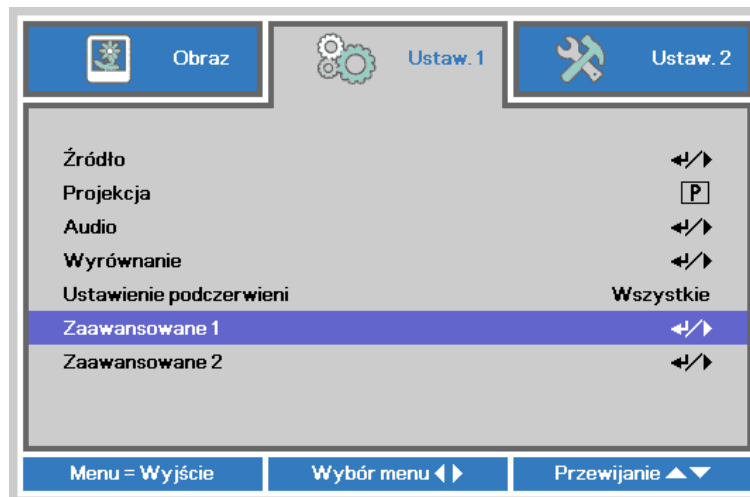 Obraz
Ustaw. 1
Ustaw. 2
Źródło
Projekcja P
Audio
Wyrównanie
Ustawienie podczerwieni Wszystkie
Zaawansowane 1
Zaawansowane 2
Menu = Wyjście
Wybór menu
Przewijanie